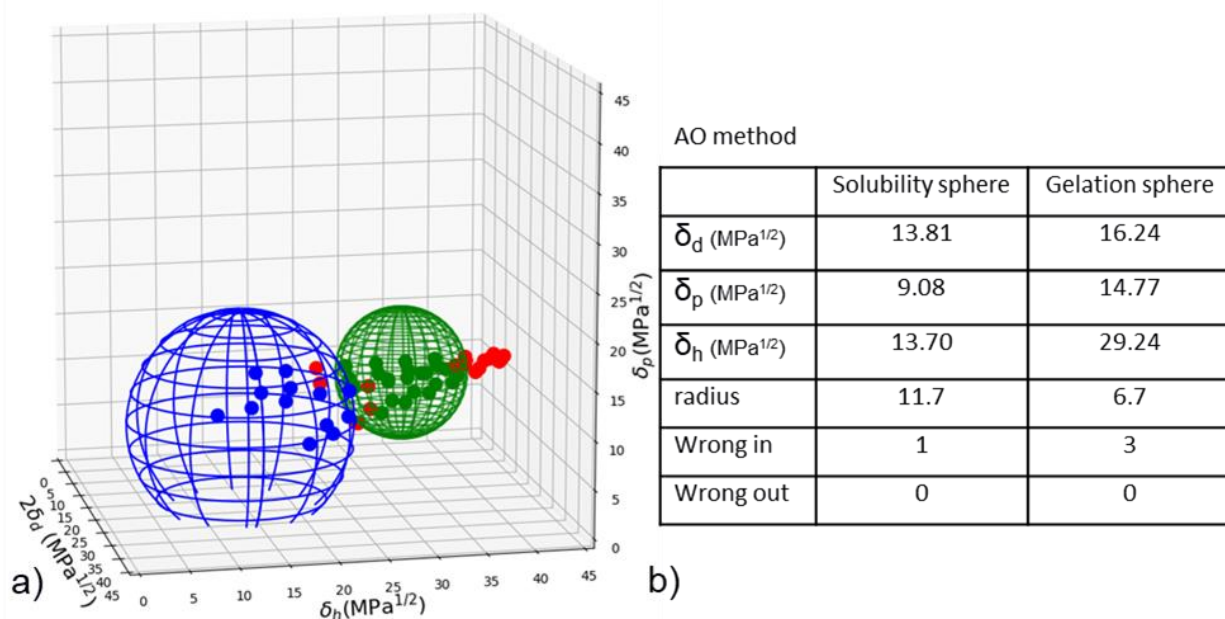 45
40
35
30
25
20
15
10
5
0
δp(MPa1/2)
0
5
10
15
20
25
30
35
40
45
2δd (MPa1/2)
0 5 10 15 20 25 30 35 40 45
δh(MPa1/2)
a)
AO method
Solubility sphere Gelation sphere
δd (MPa1/2) 13.81 16.24
δp (MPa1/2) 9.08 14.77
δh (MPa1/2) 13.70 29.24
radius 11.7 6.7
Wrong in 1 3
Wrong out 0 0
b)